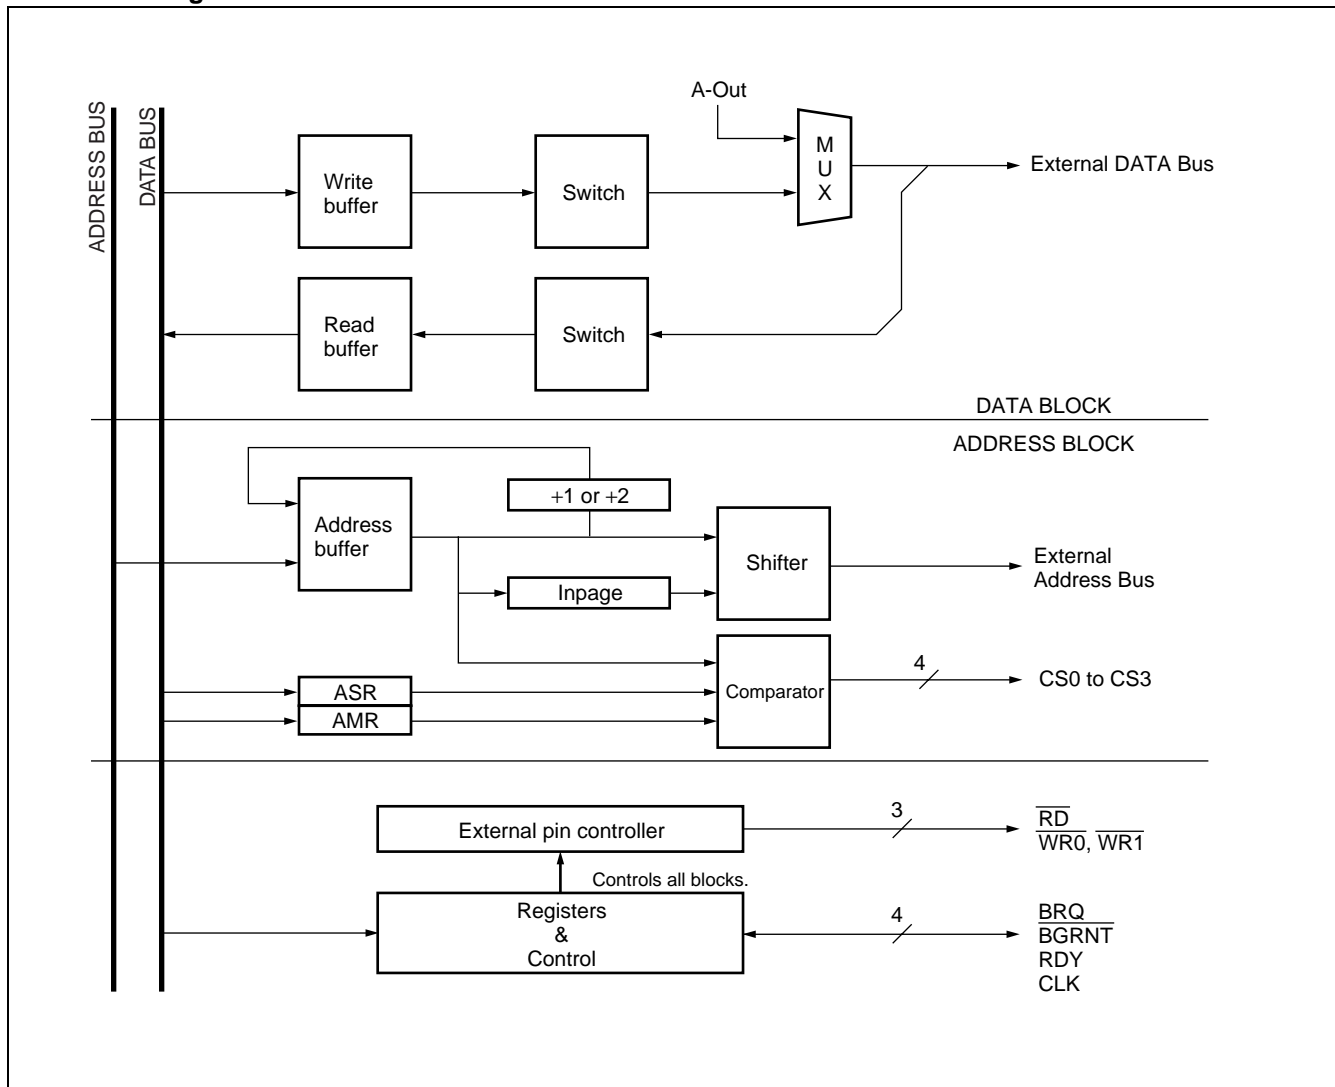 ADDRESS BUS
DATA BUS
A-Out
Write
buffer
Switch
M
U
X
External DATA Bus
Read
buffer
Switch
DATA BLOCK
ADDRESS BLOCK
+1 or +2
Address
buffer
Shifter
External
Address Bus
Inpage
ASR
AMR
Comparator
4
CS0 to CS3
External pin controller
3
RD
WR0, WR1
Controls all blocks.
Registers
&
Control
4
BRQ
BGRNT
RDY
CLK